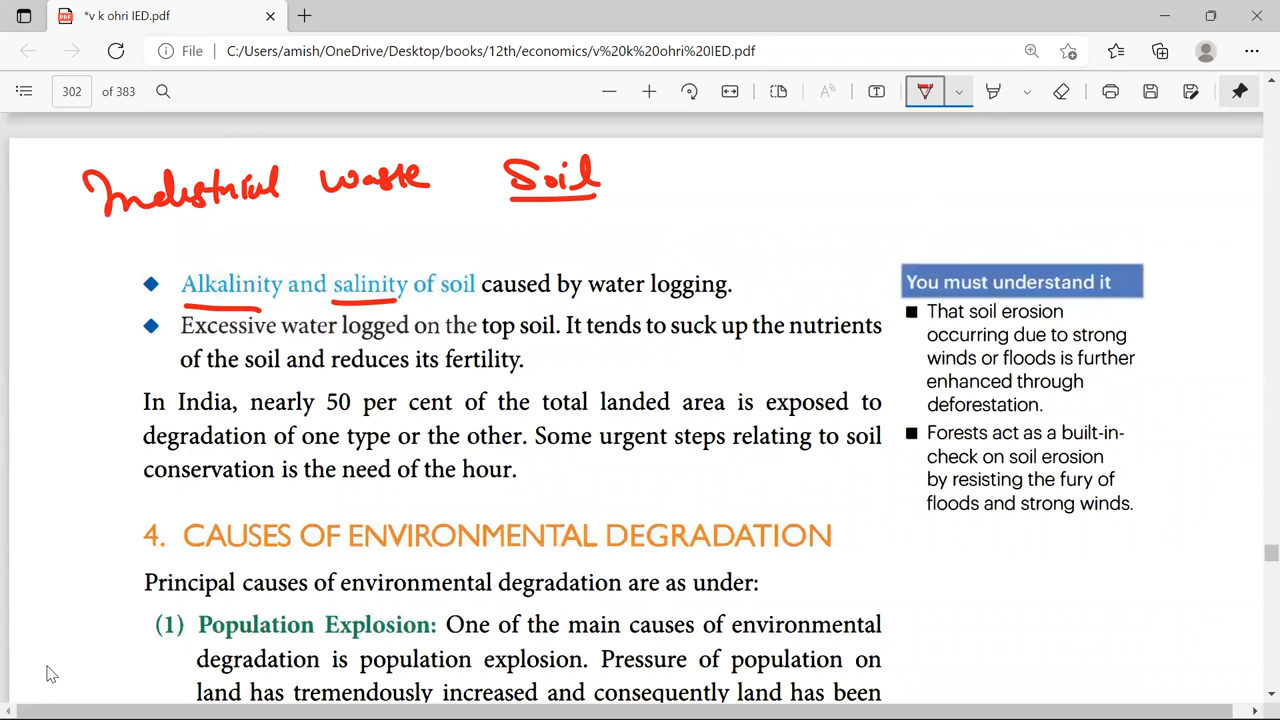 *v k ohri IED.pdf
File C:/Users/amish/OneDrive/Desktop/books/12th/economics/v%20k%20ohri%20IED.pdf
302 of 383
Industrial waste Soil
◆ Alkalinity and salinity of soil caused by water logging.
◆ Excessive water logged on the top soil. It tends to suck up the nutrients
of the soil and reduces its fertility.
In India, nearly 50 per cent of the total landed area is exposed to
degradation of one type or the other. Some urgent steps relating to soil
conservation is the need of the hour.
You must understand it
■ That soil erosion
occurring due to strong
winds or floods is further
enhanced through
deforestation.
■ Forests act as a built-in-
check on soil erosion
by resisting the fury of
floods and strong winds.
4. CAUSES OF ENVIRONMENTAL DEGRADATION
Principal causes of environmental degradation are as under:
(1) Population Explosion: One of the main causes of environmental
degradation is population explosion. Pressure of population on
land has tremendously increased and consequently land has been